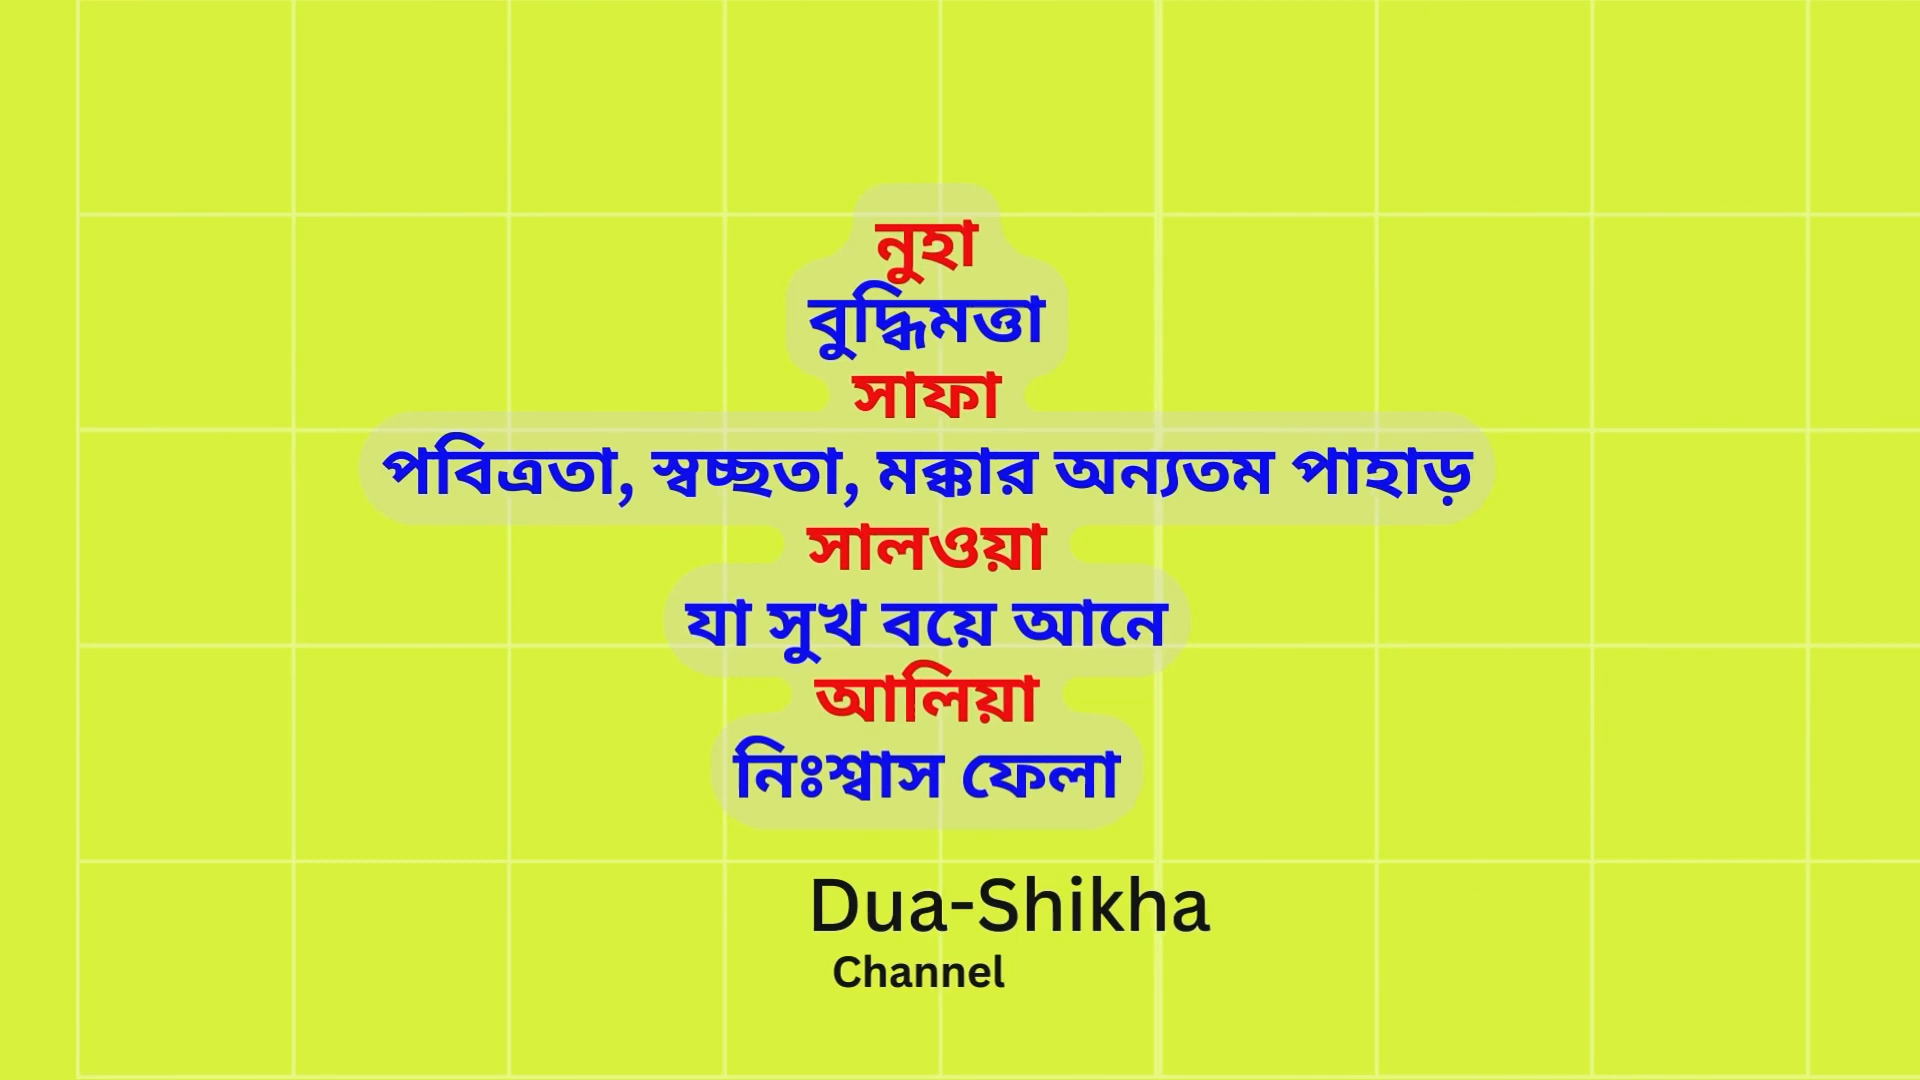 নুহা
বুদ্ধিমত্তা
সাফা
পবিত্রতা, স্বচ্ছতা, মক্কার অন্যতম পাহাড়
সালওয়া
যা সুখ বয়ে আনে
আলিয়া
নিঃশ্বাস ফেলা
Dua-Shikha
Channel